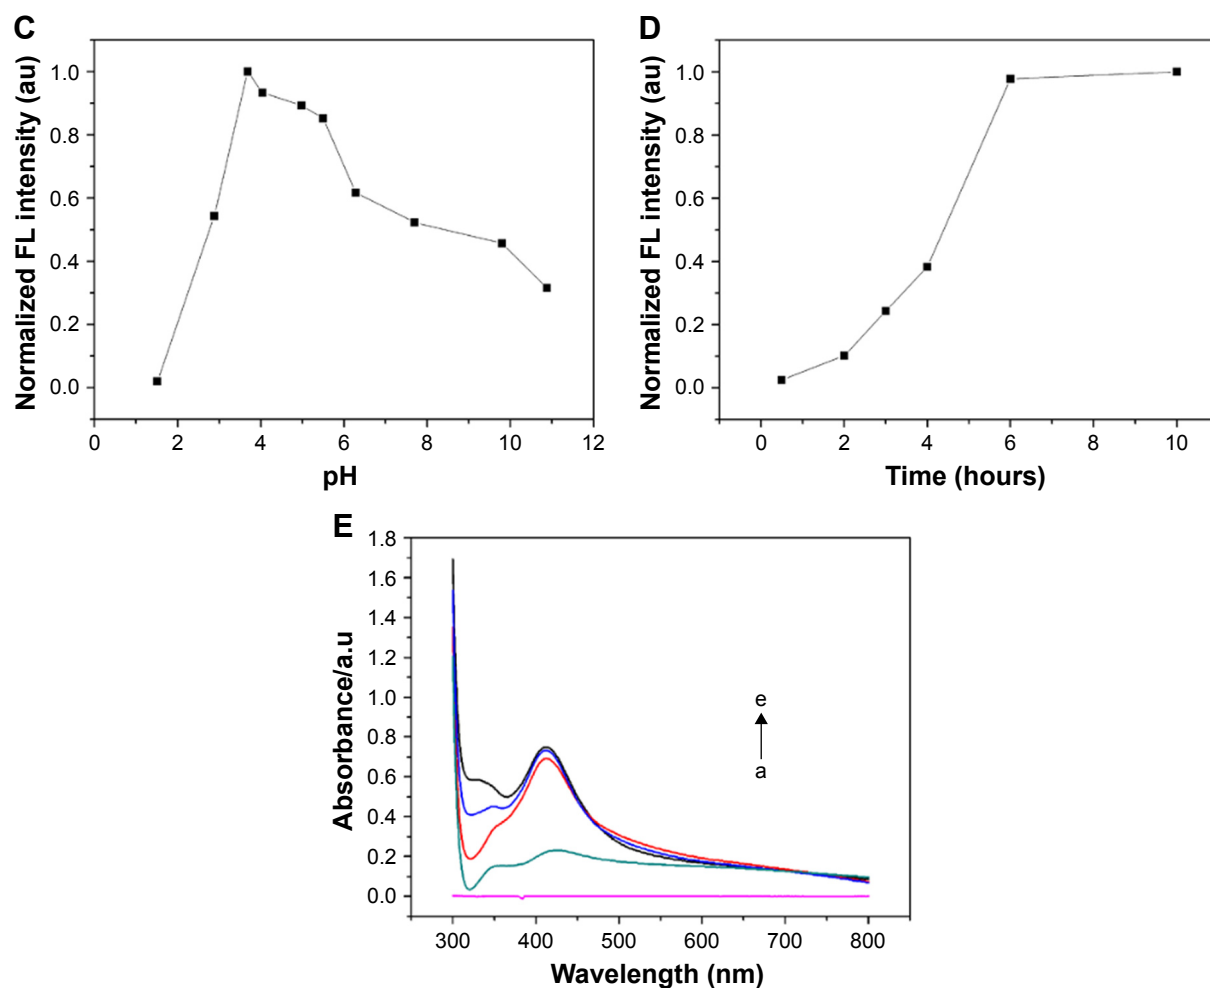 C
Normalized FL intensity (au)
1.0
0.8
0.6
0.4
0.2
0.0
0 2 4 6 8 10 12
pH
D
Normalized FL intensity (au)
1.0
0.8
0.6
0.4
0.2
0.0
0 2 4 6 8 10
Time (hours)
E
Absorbance/a.u
1.8
1.6
1.4
1.2
1.0
0.8
0.6
0.4
0.2
0.0
e
a
300 400 500 600 700 800
Wavelength (nm)